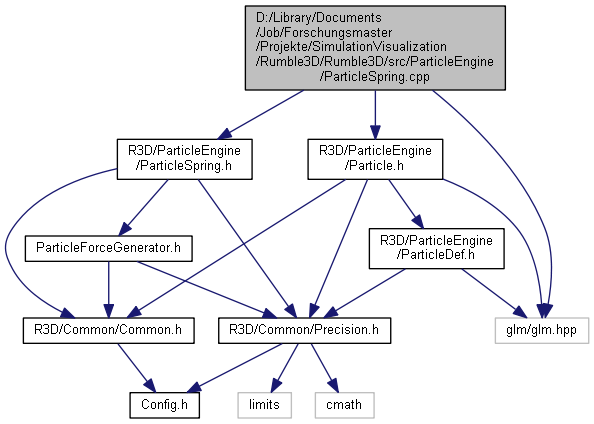 D:/Library/Documents
/Job/Forschungsmaster
/Projekte/SimulationVisualization
/Rumble3D/Rumble3D/src/ParticleEngine
/ParticleSpring.cpp
R3D/ParticleEngine
/ParticleSpring.h
R3D/ParticleEngine
/Particle.h
ParticleForceGenerator.h
R3D/ParticleEngine
/ParticleDef.h
R3D/Common/Common.h
R3D/Common/Precision.h
glm/glm.hpp
Config.h
limits
cmath